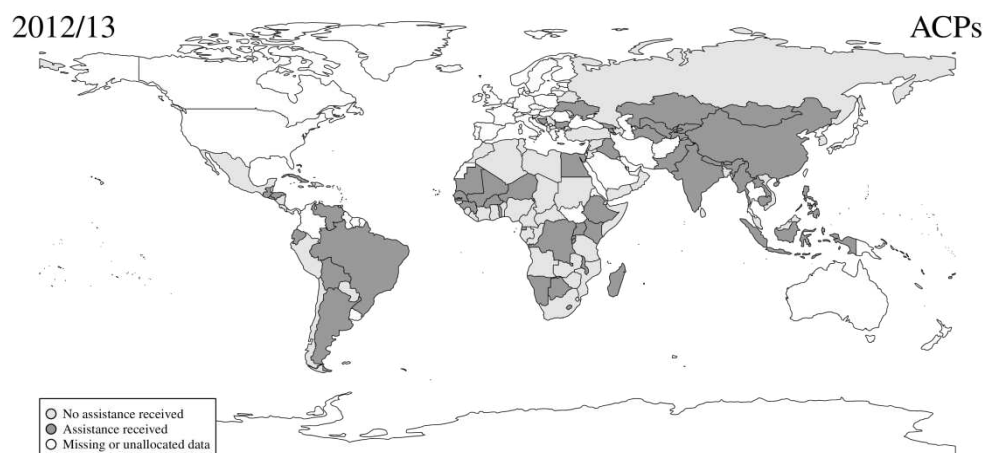 2012/13
ACPs
No assistance received
Assistance received
Missing or unallocated data